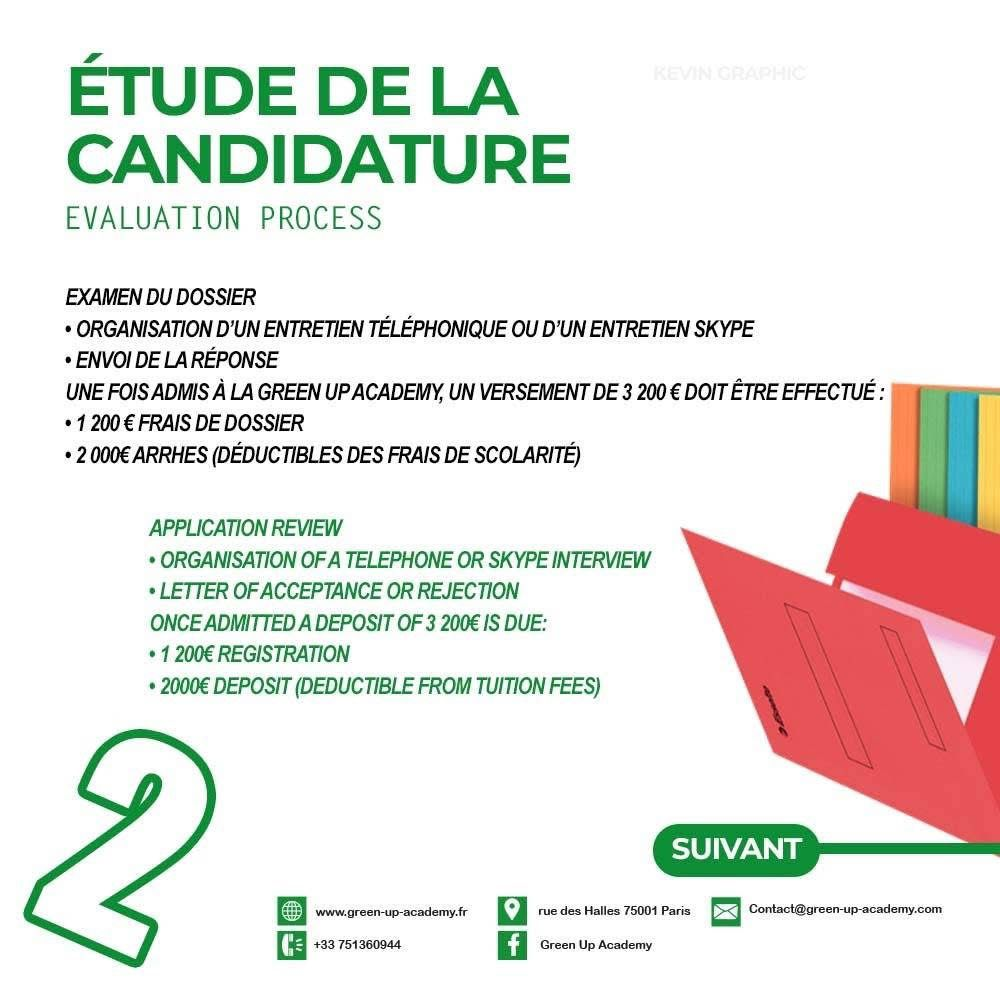 ÉTUDE DE LA
CANDIDATURE
KEVIN GRAPHIC
EVALUATION PROCESS
EXAMEN DU DOSSIER
• ORGANISATION D'UN ENTRETIEN TÉLÉPHONIQUE OU D'UN ENTRETIEN SKYPE
• ENVOI DE LA RÉPONSE
UNE FOIS ADMIS À LA GREEN UP ACADEMY, UN VERSEMENT DE 3 200 € DOIT ÊTRE EFFECTUÉ :
• 1 200 € FRAIS DE DOSSIER
• 2 000€ ARRHES (DÉDUCTIBLES DES FRAIS DE SCOLARITÉ)
APPLICATION REVIEW
• ORGANISATION OF A TELEPHONE OR SKYPE INTERVIEW
• LETTER OF ACCEPTANCE OR REJECTION
ONCE ADMITTED A DEPOSIT OF 3 200€ IS DUE:
• 1 200€ REGISTRATION
• 2000€ DEPOSIT (DEDUCTIBLE FROM TUITION FEES)
2
SUIVANT
www.green-up-academy.fr
rue des Halles 75001 Paris
Contact@green-up-academy.com
+33 751360944
Green Up Academy